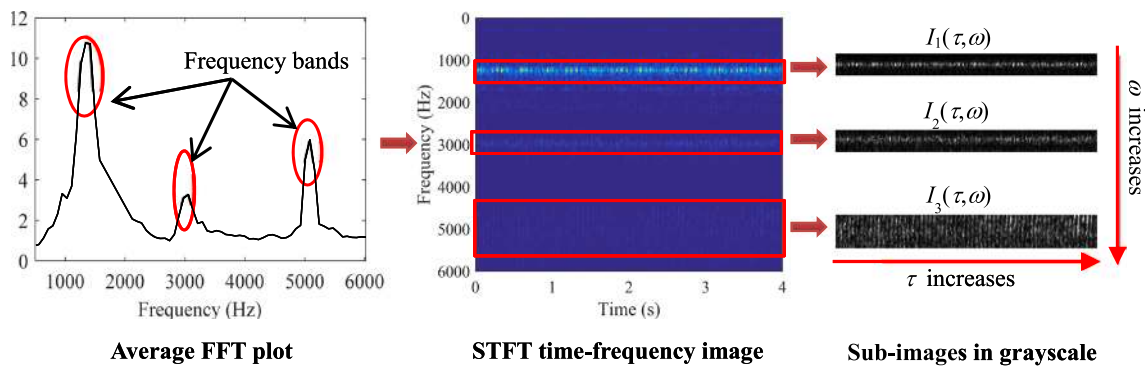 12
10
8
6
4
2
0
1000 2000 3000 4000 5000 6000
Frequency (Hz)
Frequency bands
Average FFT plot
0
1000
2000
3000
4000
5000
6000
Frequency (Hz)
0 1 2 3 4
Time (s)
STFT time-frequency image
I1(τ,ω)
I2(τ,ω)
I3(τ,ω)
ω increases
τ increases
Sub-images in grayscale